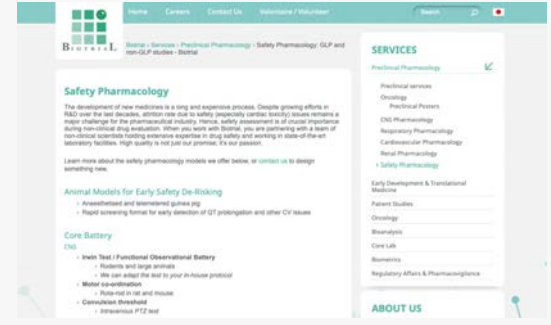 Home Careers Contact Us Volontaire / Volunteer Search
BIOTRIAL
Biotrial › Services › Preclinical Pharmacology › Safety Pharmacology: GLP and
non-GLP studies - Biotrial
Safety Pharmacology
The development of new medicines is a long and expensive process. Despite growing efforts in
R&D over the last decades, attrition rate due to safety (especially cardiac toxicity) issues remains a
major challenge for the pharmaceutical industry. Hence, safety assessment is of crucial importance
during non-clinical drug evaluation. When you work with Biotrial, you are partnering with a team of
non-clinical scientists holding extensive expertise in drug safety and working in state-of-the-art
laboratory facilities. High quality is not just our promise; it's our passion.
Learn more about the safety pharmacology models we offer below, or contact us to design
something new.
Animal Models for Early Safety De-Risking
Anaesthetised and telemetered guinea pig
Rapid screening format for early detection of QT prolongation and other CV issues
Core Battery
CNS
Irwin Test / Functional Observational Battery
Rodents and large animals
We can adapt the test to your in-house protocol
Motor co-ordination
Rota-rod in rat and mouse
Convulsion threshold
Intravenous PTZ test
SERVICES
Preclinical Pharmacology
Preclinical services
Oncology
Preclinical Posters
CNS Pharmacology
Respiratory Pharmacology
Cardiovascular Pharmacology
Renal Pharmacology
› Safety Pharmacology
Early Development & Translational
Medicine
Patient Studies
Oncology
Bioanalysis
Core Lab
Biometrics
Regulatory Affairs & Pharmacovigilance
ABOUT US